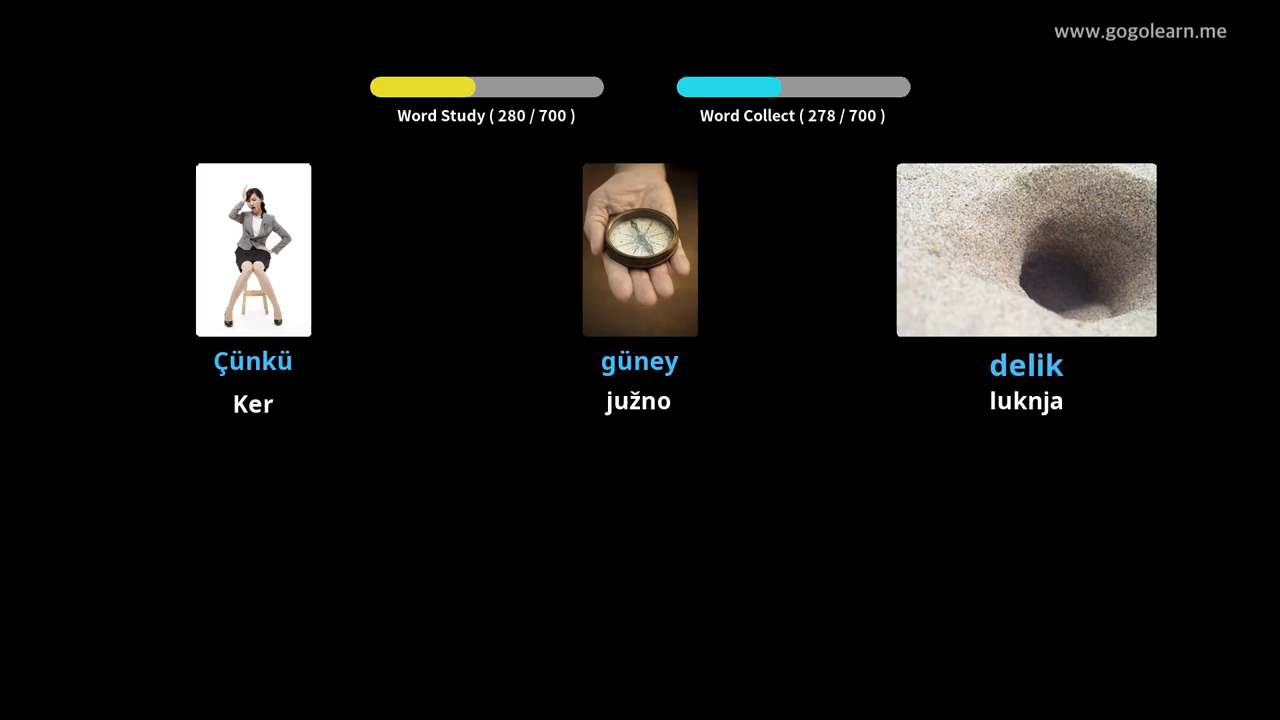 www.gogolearn.me
Word Study ( 280 / 700 )
Word Collect ( 278 / 700 )
Çünkü
güney
delik
Ker
južno
luknja